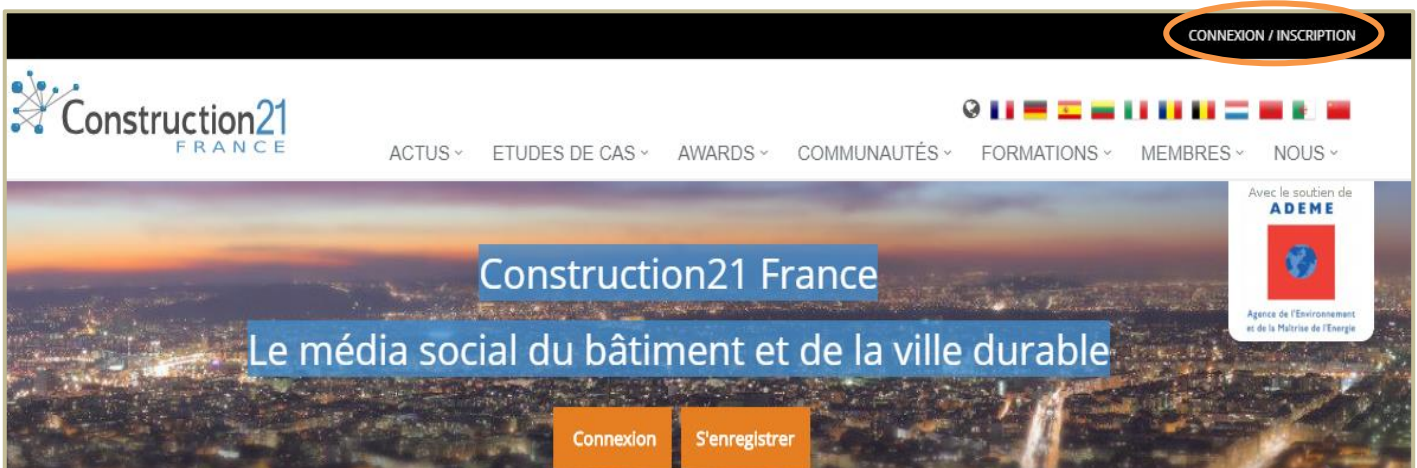 CONNEXION / INSCRIPTION
Construction21
FRANCE
ACTUS ETUDES DE CAS AWARDS COMMUNAUTÉS FORMATIONS MEMBRES NOUS
Avec le soutien de
ADEME
Agence de l'Environnement
et de la Maîtrise de l'Energie
Construction21 France
Le média social du bâtiment et de la ville durable
Connexion S'enregistrer